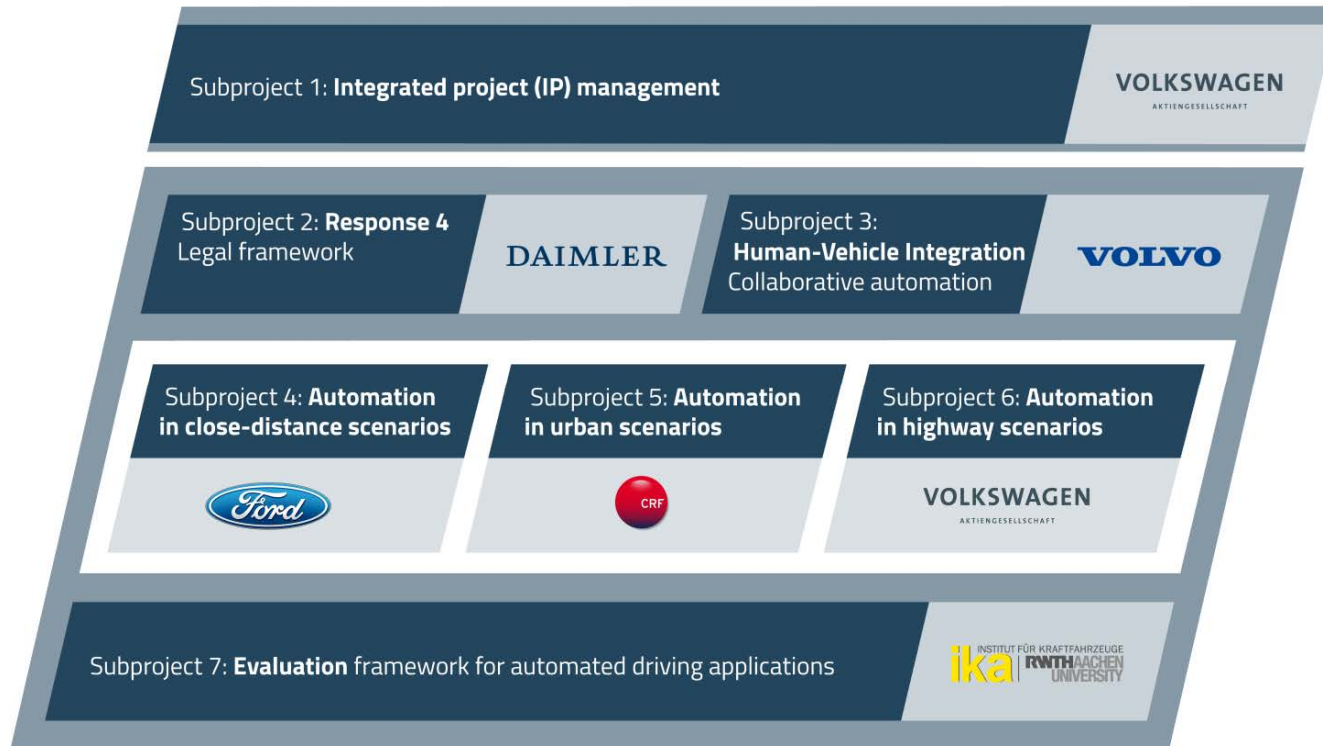 Subproject 1: Integrated project (IP) management
VOLKSWAGEN
AKTIENGESELLSCHAFT
Subproject 2: Response 4
Legal framework
DAIMLER
Subproject 3:
Human-Vehicle Integration
Collaborative automation
VOLVO
Subproject 4: Automation
in close-distance scenarios
Ford
Subproject 5: Automation
in urban scenarios
CRF
Subproject 6: Automation
in highway scenarios
VOLKSWAGEN
AKTIENGESELLSCHAFT
Subproject 7: Evaluation framework for automated driving applications
ika
INSTITUT FÜR KRAFTFAHRZEUGE
RWTHAACHEN
UNIVERSITY